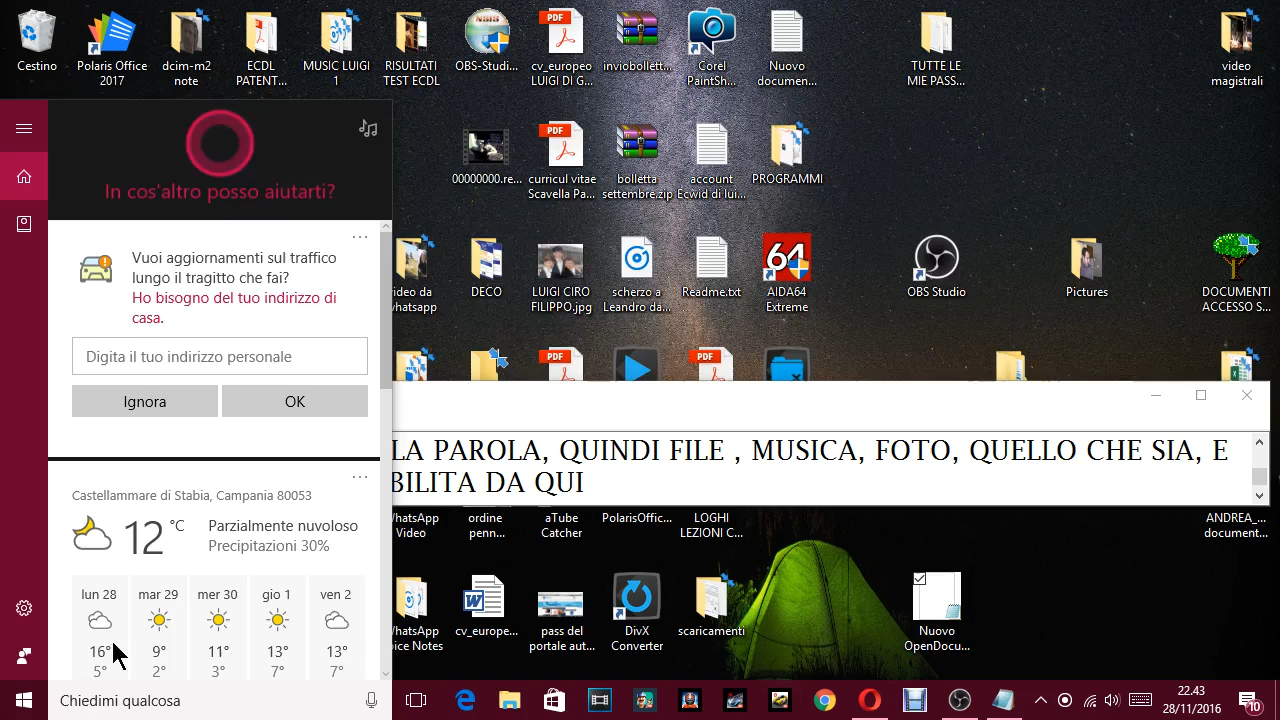 Cestino
Polaris Office
2017
dcim-m2
note
ECDL
PATENT...
MUSIC LUIGI
1
RISULTATI
TEST ECDL
NSIS
OBS-Studi...
PDF
cv_europeo
LUIGI DI G...
inviobollett...
Corel
PaintSh...
Nuovo
documen...
TUTTE LE
MIE PASS...
video
magistrali
In cos'altro posso aiutarti?
00000000.re...
PDF
curricul vitae
Scavella Pa...
bolletta
settembre.zip
account
Ecwid di lui...
PROGRAMMI
Vuoi aggiornamenti sul traffico
lungo il tragitto che fai?
Ho bisogno del tuo indirizzo di
casa.
Digita il tuo indirizzo personale
Ignora
OK
video da
whatsapp
DECO
LUIGI CIRO
FILIPPO.jpg
scherzo a
Leandro da...
Readme.txt
64
AIDA64
Extreme
OBS Studio
Pictures
DOCUMENTI
ACCESSO S...
PDF
PDF
LA PAROLA, QUINDI FILE , MUSICA, FOTO, QUELLO CHE SIA, E
BILITA DA QUI
Castellammare di Stabia, Campania 80053
12 °C
Parzialmente nuvoloso
Precipitazioni 30%
lun 28
mar 29
mer 30
gio 1
ven 2
16°
9°
11°
13°
13°
5°
2°
3°
7°
7°
WhatsApp
Video
ordine
penn...
aTube
Catcher
PolarisOffic...
LOGHI
LEZIONI C...
ANDREA_...
document...
WhatsApp
Voice Notes
cv_europe...
pass del
portale aut...
DivX
Converter
scaricamenti
Nuovo
OpenDocu...
Chiedimi qualcosa
22.43
28/11/2016
10